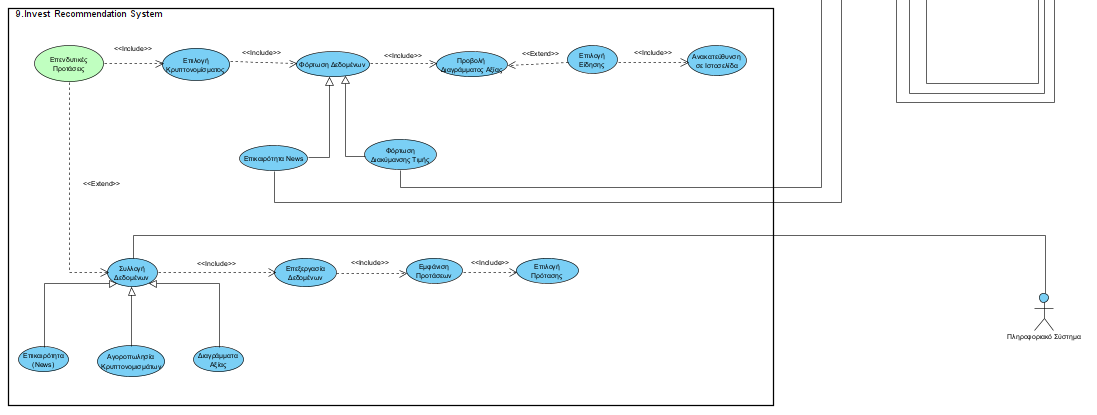 9.Invest Recommendation System
Επενδυτικές
Προτάσεις
<<Include>>
Επιλογή
Κρυπτονομίσματος
<<Include>>
Φόρτωση Δεδομένων
<<Include>>
Προβολή
Διαγράμματος Αξίας
<<Extend>>
Επιλογή
Είδησης
<<Include>>
Ανακατεύθυνση
σε Ιστοσελίδα
Επικαιρότητα News
Φόρτωση
Διακύμανσης Τιμής
<<Extend>>
Συλλογή
Δεδομένων
<<Include>>
Επεξεργασία
Δεδομένων
<<Include>>
Εμφάνιση
Προτάσεων
<<Include>>
Επιλογή
Πρότασης
Πληροφοριακό Σύστημα
Επικαιρότητα
(News)
Αγοροπωλησία
Κρυπτονομισμάτων
Διαγράμματα
Αξίας